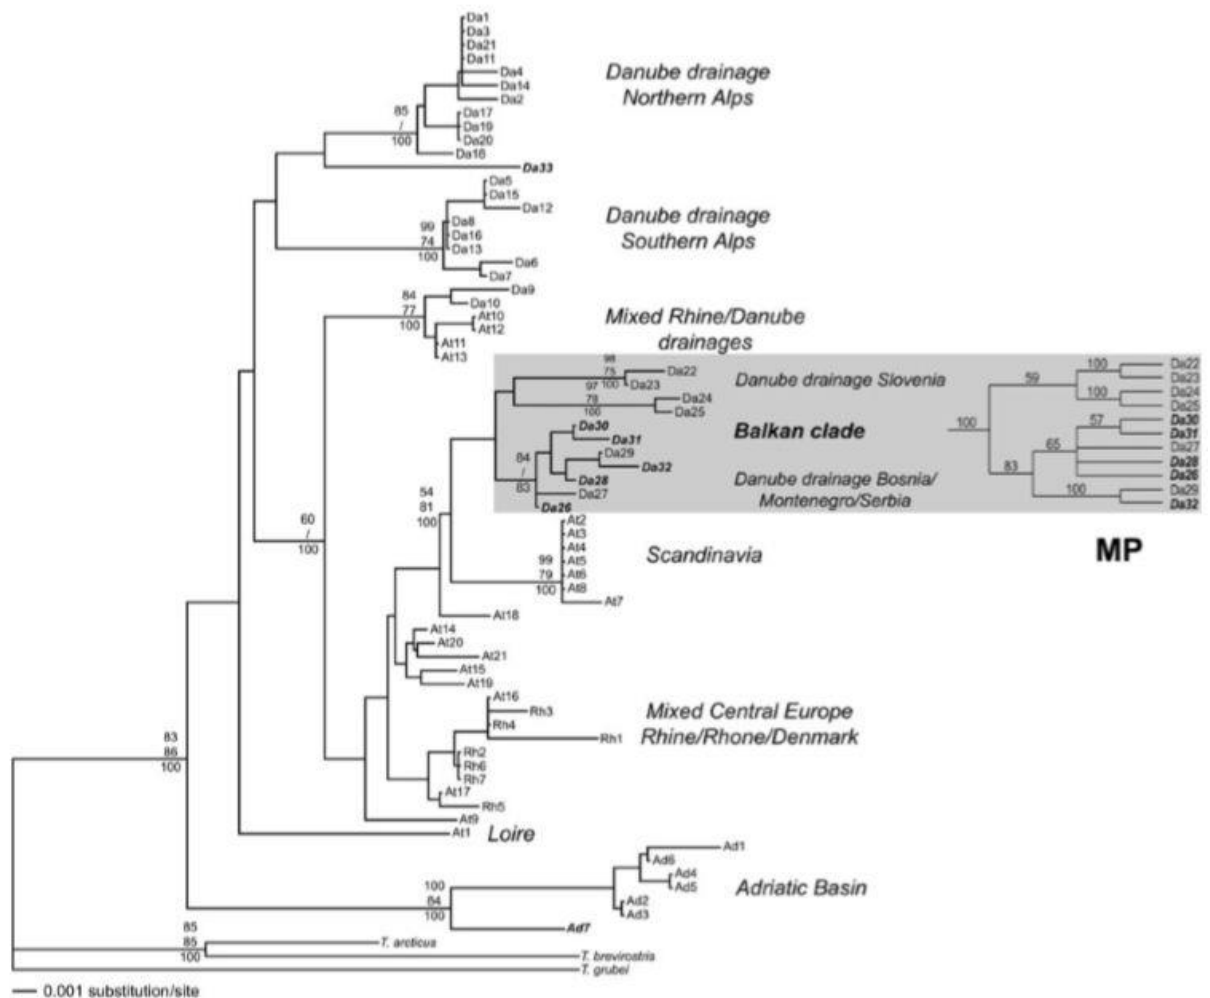 Da1
Da3
Da21
Da11
Da4
Da14
Da2
85
/
100
Da17
Da19
Da20
Da18
Da33
Danube drainage
Northern Alps
Da5
Da15
Da12
99
74
100
Da8
Da16
Da13
Da6
Da7
Danube drainage
Southern Alps
84
77
100
Da9
Da10
At10
At12
At11
At13
Mixed Rhine/Danube
drainages
98
75
100
Da22
Da23
97
78
100
Da24
Da25
Danube drainage Slovenia
Balkan clade
84
/
83
Da30
Da31
Da29
Da32
Da28
Da27
Da26
Danube drainage Bosnia/
Montenegro/Serbia
100
59
100
100
83
65
57
100
Da22
Da23
Da24
Da25
Da30
Da31
Da27
Da28
Da26
Da29
Da32
MP
60
/
100
54
81
100
99
79
100
At2
At3
At4
At5
At6
At8
At7
Scandinavia
At18
At14
At20
At21
At15
At19
At16
Rh3
Rh4
Rh1
Rh2
Rh6
Rh7
At17
Rh5
At9
Mixed Central Europe
Rhine/Rhone/Denmark
At1
Loire
83
86
100
100
84
100
Ad1
Ad6
Ad4
Ad5
Ad2
Ad3
Ad7
Adriatic Basin
85
85
100
T. arcticus
T. brevirostris
T. grubei
0.001 substitution/site